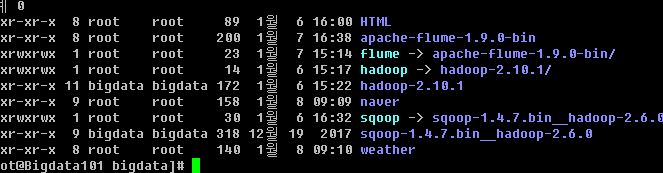 계 0
xr-xr-x  8 root    root     89  1월  6 16:00 HTML
xr-xr-x  8 root    root    200  1월  7 16:38 apache-flume-1.9.0-bin
xrwxrwx  1 root    root     23  1월  7 15:14 flume -> apache-flume-1.9.0-bin/
xrwxrwx  1 root    root     14  1월  6 15:17 hadoop -> hadoop-2.10.1/
xr-xr-x 11 bigdata bigdata 172  1월  6 15:22 hadoop-2.10.1
xr-xr-x  9 root    root    158  1월  8 09:09 naver
xrwxrwx  1 root    root     30  1월  6 16:32 sqoop -> sqoop-1.4.7.bin__hadoop-2.6.0
xr-xr-x  9 bigdata bigdata 318 12월 19  2017 sqoop-1.4.7.bin__hadoop-2.6.0
xr-xr-x  8 root    root    140  1월  8 09:10 weather
ot@Bigdata101 bigdata]#